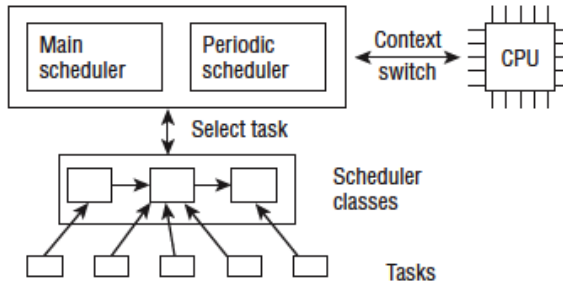 Main
scheduler
Periodic
scheduler
Context
switch
CPU
Select task
Scheduler
classes
Tasks